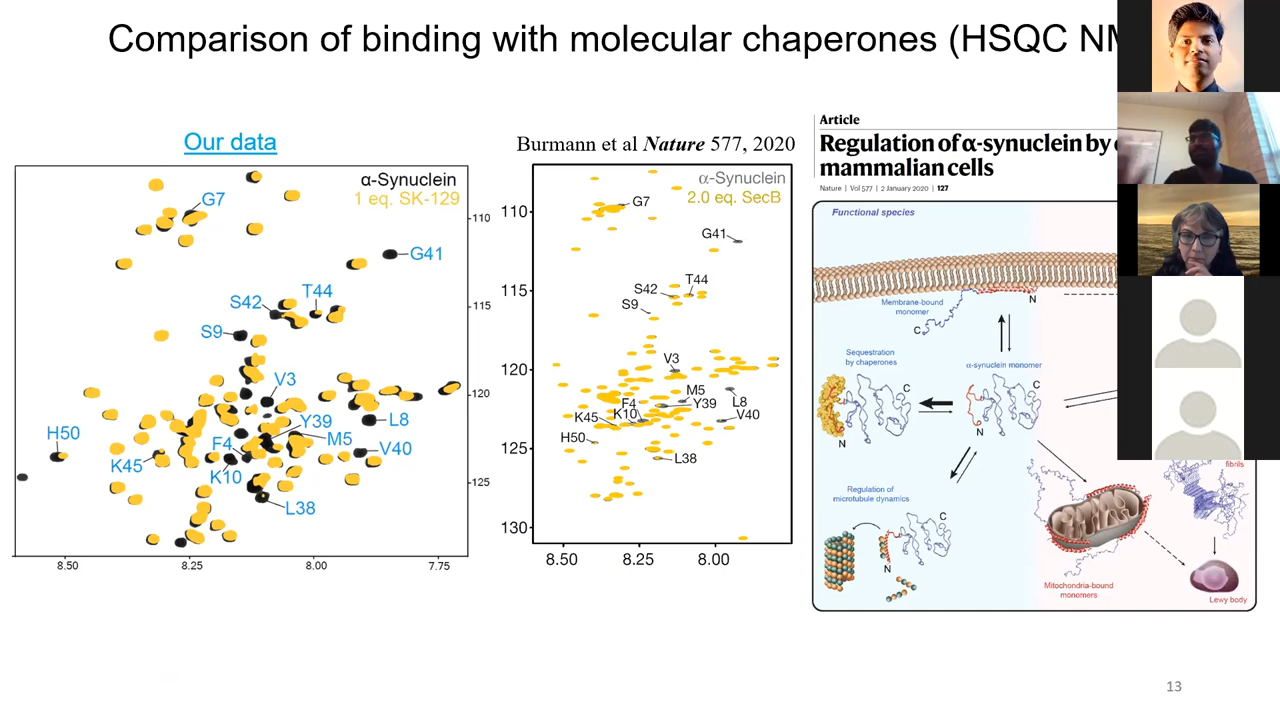 Comparison of binding with molecular chaperones (HSQC NM
Our data
α-Synuclein
1 eq. SK-129
G7
G41
S42
T44
S9
V3
L8
Y39
H50
F4
M5
V40
K45
K10
L38
110
115
120
125
8.50
8.25
8.00
7.75
Burmann et al Nature 577, 2020
α-Synuclein
2.0 eq. SecB
110
115
120
125
130
G7
G41
T44
S42
S9
V3
M5
L8
F4
Y39
K45
K10
V40
H50
L38
8.50
8.25
8.00
Article
Regulation of α-synuclein by
mammalian cells
Nature | Vol 577 | 2 January 2020 | 127
Functional species
N
Membrane-bound
monomer
C
Sequestration
by chaperones
α-synuclein monomer
C
C
N
N
Regulation of
microtubule dynamics
C
N
fibrils
Mitochondria-bound
monomers
Lewy body
13